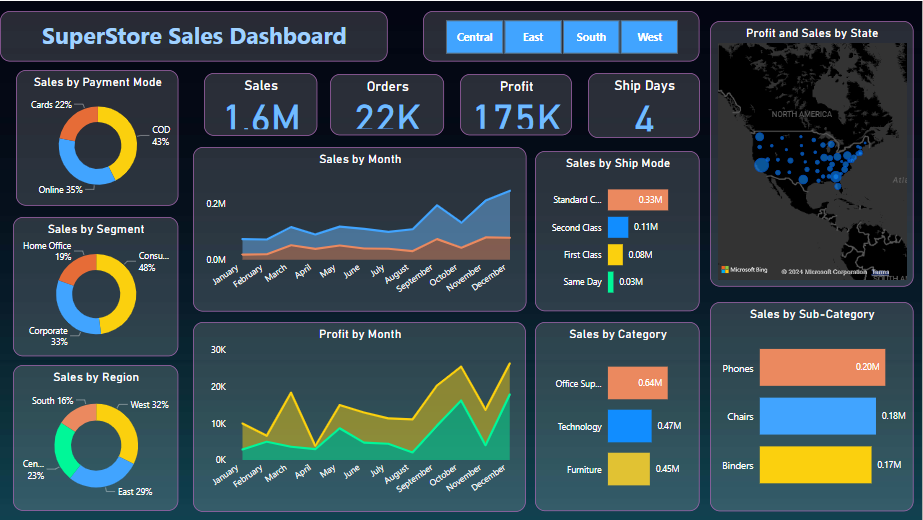 SuperStore Sales Dashboard
Central
East
South
West
Profit and Sales by State
NORTH AMERICA
Atla
Microsoft Bing
© 2024 Microsoft Corporation Terms
SOUTH AM
Sales by Payment Mode
Cards 22%
COD
43%
Online 35%
Sales
1.6M
Orders
22K
Profit
175K
Ship Days
4
Sales by Month
0.2M
0.0M
January
February
March
April
May
June
July
August
September
October
November
December
Sales by Ship Mode
Standard C...
0.33M
Second Class
0.11M
First Class
0.08M
Same Day
0.03M
Sales by Segment
Home Office
19%
Consu...
48%
Corporate
33%
Profit by Month
30K
20K
10K
0K
January
February
March
April
May
June
July
August
September
October
November
December
Sales by Category
Office Sup...
0.64M
Technology
0.47M
Furniture
0.45M
Sales by Sub-Category
Phones
0.20M
Chairs
0.18M
Binders
0.17M
Sales by Region
South 16%
West 32%
Cen...
23%
East 29%